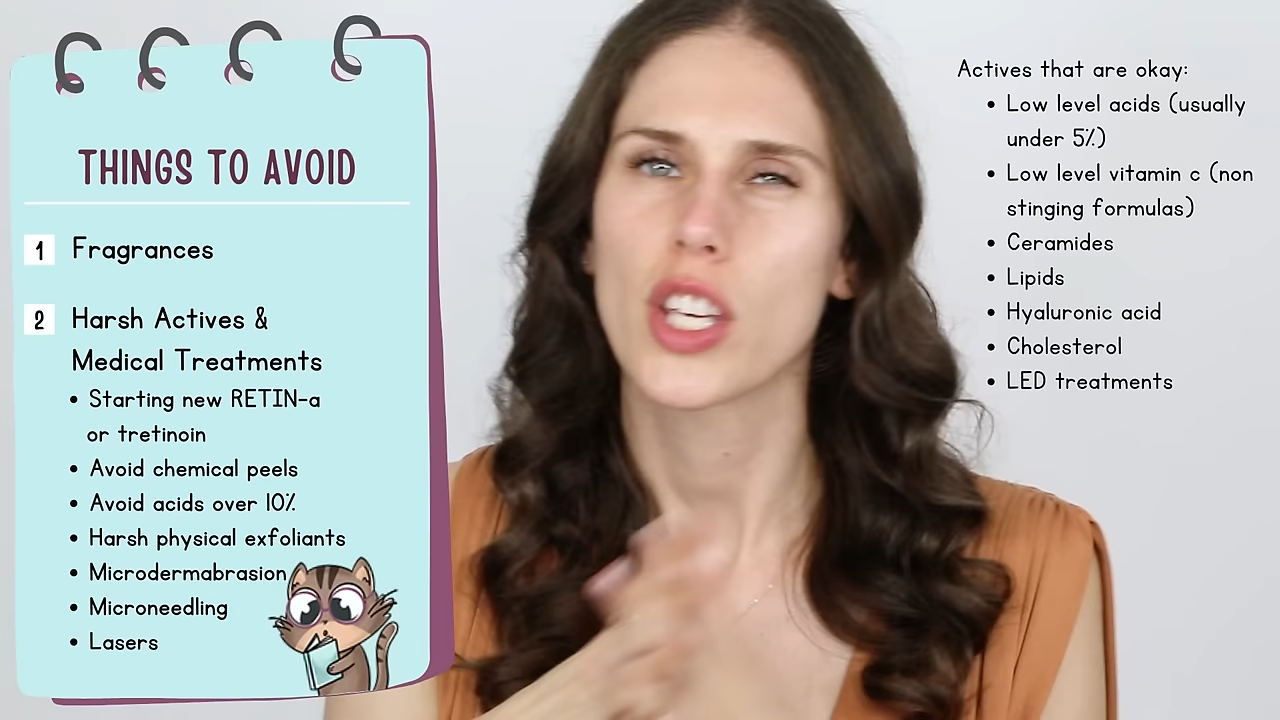 THINGS TO AVOID
1 Fragrances
2 Harsh Actives &
Medical Treatments
• Starting new RETIN-a
or tretinoin
• Avoid chemical peels
• Avoid acids over 10%
• Harsh physical exfoliants
• Microdermabrasion
• Microneedling
• Lasers
Actives that are okay:
• Low level acids (usually
under 5%)
• Low level vitamin c (non
stinging formulas)
• Ceramides
• Lipids
• Hyaluronic acid
• Cholesterol
• LED treatments